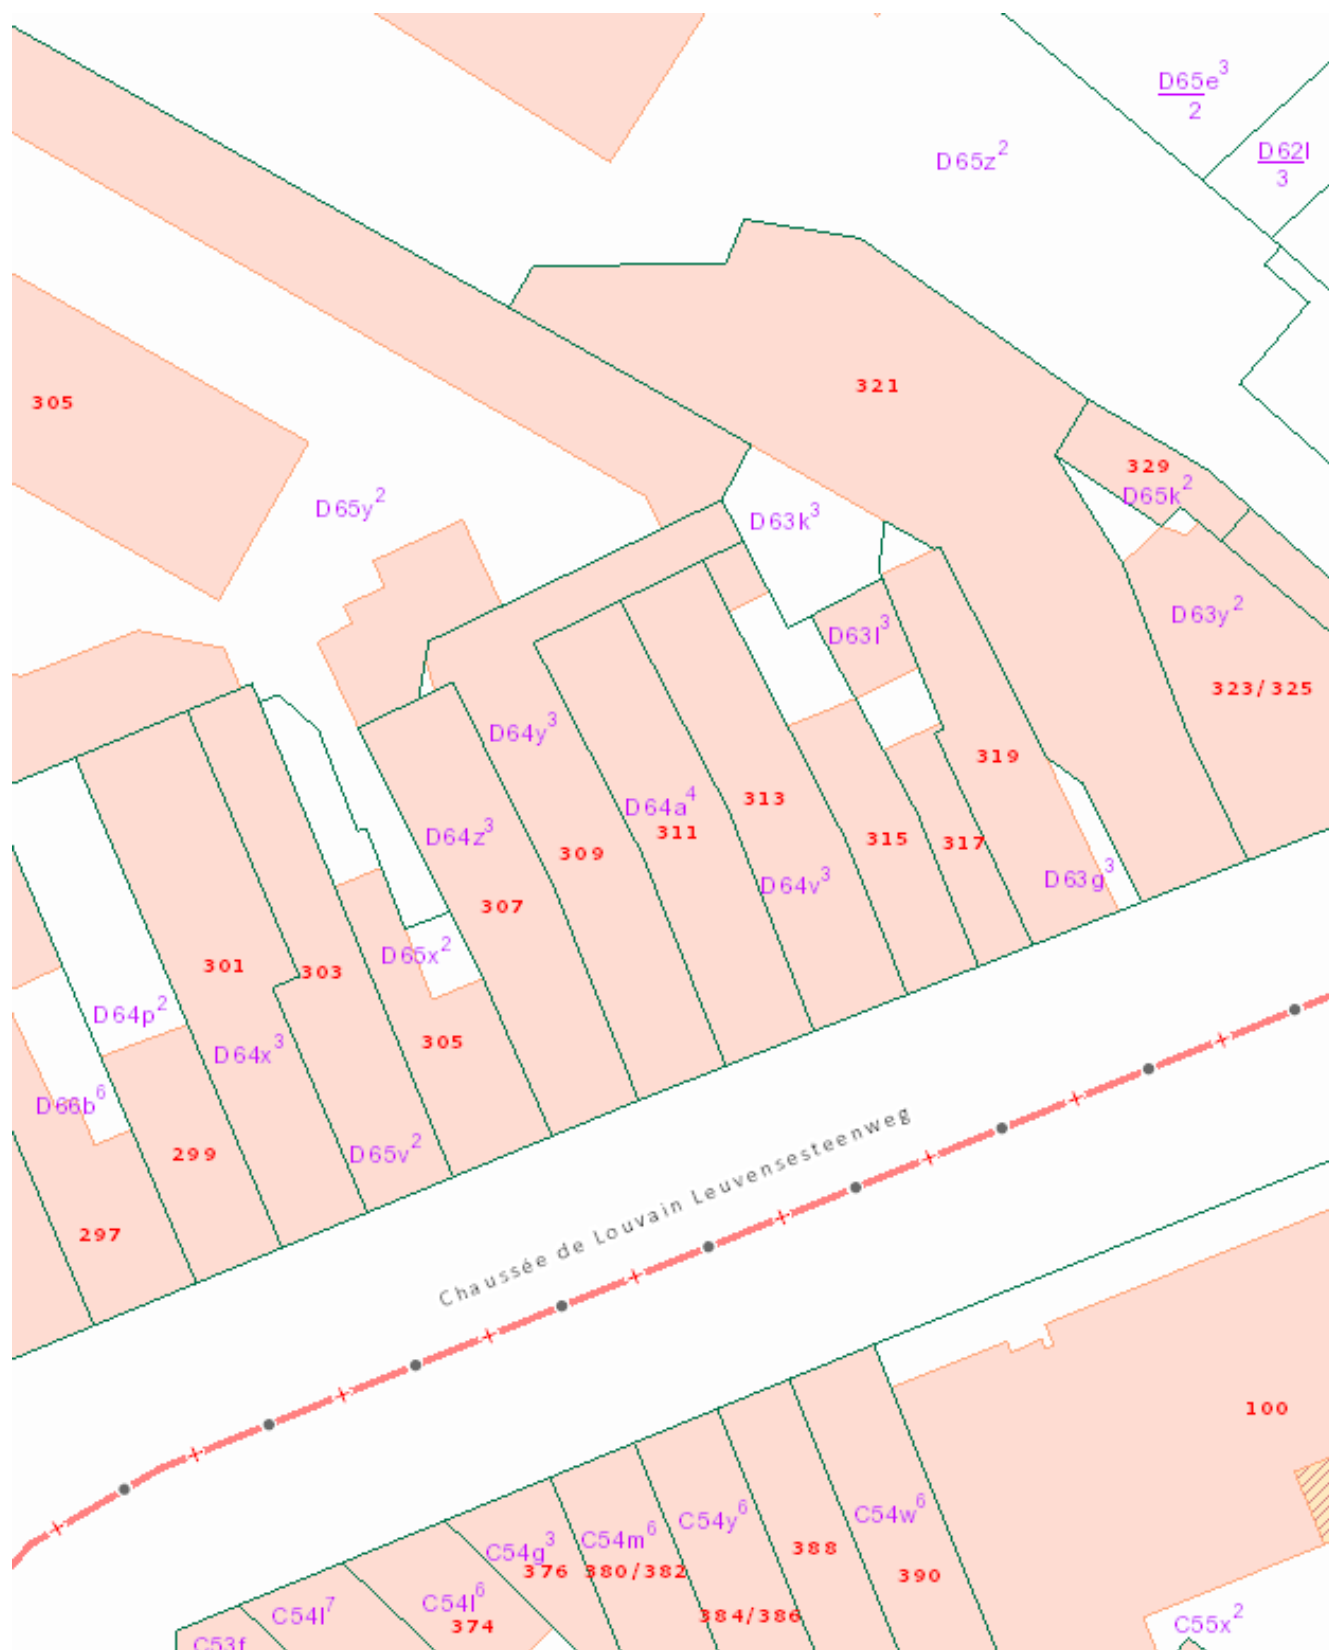 D65e³
2
D62l
3
D65z²
321
305
329
D65k²
D65y²
D63k³
D63y²
D63l³
323/325
D64y³
319
D64a⁴
313
311
D64z³
315
317
309
D63g³
D64v³
307
D65x²
301
303
D64p²
305
D64x³
D66b⁶
299
D65v²
297
Chaussée de Louvain Leuvensesteenweg
100
C54w⁶
C54y⁶
C54m⁶
C54g³
388
376
380/382
390
C54l⁶
C54l⁷
384/386
374
C55x²
C53f